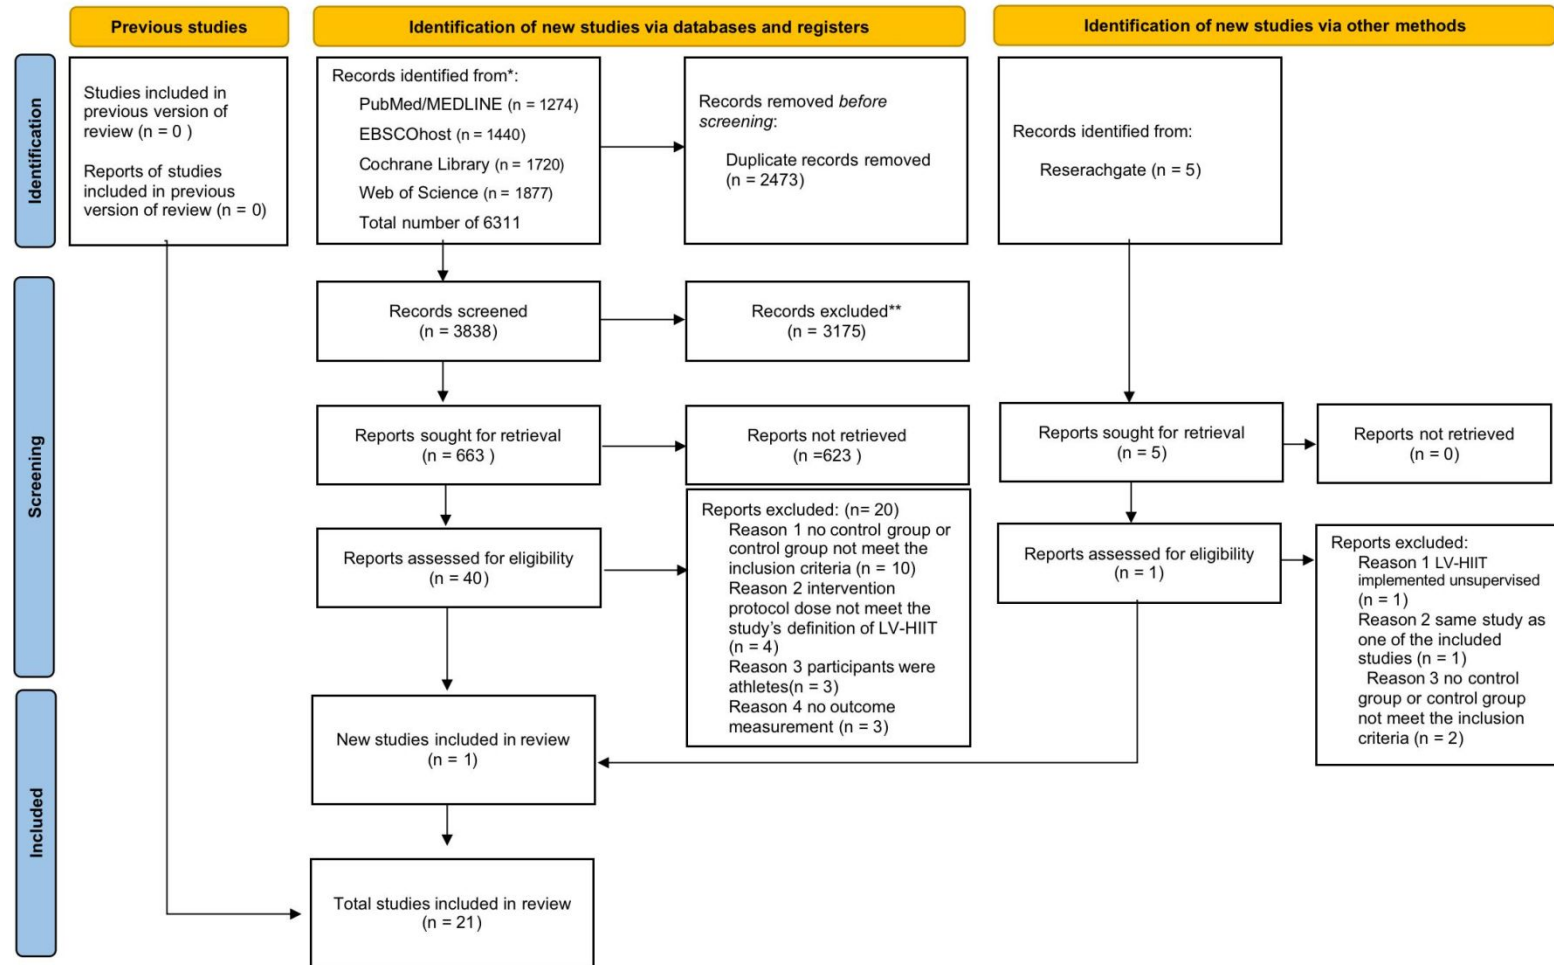 Previous studies
Identification of new studies via databases and registers
Identification of new studies via other methods
Identification
Studies included in
previous version of
review (n = 0 )
Reports of studies
included in previous
version of review (n = 0)
Records identified from*:
PubMed/MEDLINE (n = 1274)
EBSCOhost (n = 1440)
Cochrane Library (n = 1720)
Web of Science (n = 1877)
Total number of 6311
Records removed before
screening:
Duplicate records removed
(n = 2473)
Records identified from:
Reserachgate (n = 5)
Screening
Records screened
(n = 3838)
Records excluded**
(n = 3175)
Reports sought for retrieval
(n = 663 )
Reports not retrieved
(n =623 )
Reports sought for retrieval
(n = 5)
Reports not retrieved
(n = 0)
Reports assessed for eligibility
(n = 40)
Reports excluded: (n= 20)
Reason 1 no control group or
control group not meet the
inclusion criteria (n = 10)
Reason 2 intervention
protocol dose not meet the
study's definition of LV-HIIT
(n = 4)
Reason 3 participants were
athletes(n = 3)
Reason 4 no outcome
measurement (n = 3)
Reports assessed for eligibility
(n = 1)
Reports excluded:
Reason 1 LV-HIIT
implemented unsupervised
(n = 1)
Reason 2 same study as
one of the included
studies (n = 1)
Reason 3 no control
group or control group
not meet the inclusion
criteria (n = 2)
Included
New studies included in review
(n = 1)
Total studies included in review
(n = 21)